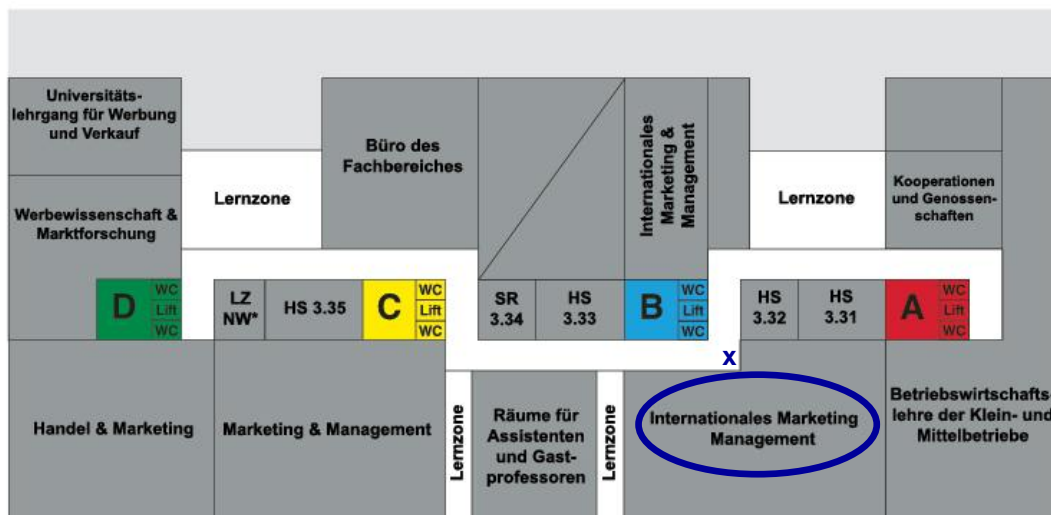 Universitäts-
lehrgang für Werbung
und Verkauf
Büro des
Fachbereiches
Internationales
Marketing &
Management
Lernzone
Lernzone
Kooperationen
und Genossen-
schaften
Werbewissenschaft &
Marktforschung
D
WC
Lift
WC
LZ
NW*
HS 3.35
C
WC
Lift
WC
SR
3.34
HS
3.33
B
WC
Lift
WC
HS
3.32
HS
3.31
A
WC
Lift
WC
x
Handel & Marketing
Marketing & Management
Lernzone
Räume für
Assistenten
und Gast-
professoren
Lernzone
Internationales Marketing
Management
Betriebswirtschafts-
lehre der Klein- und
Mittelbetriebe